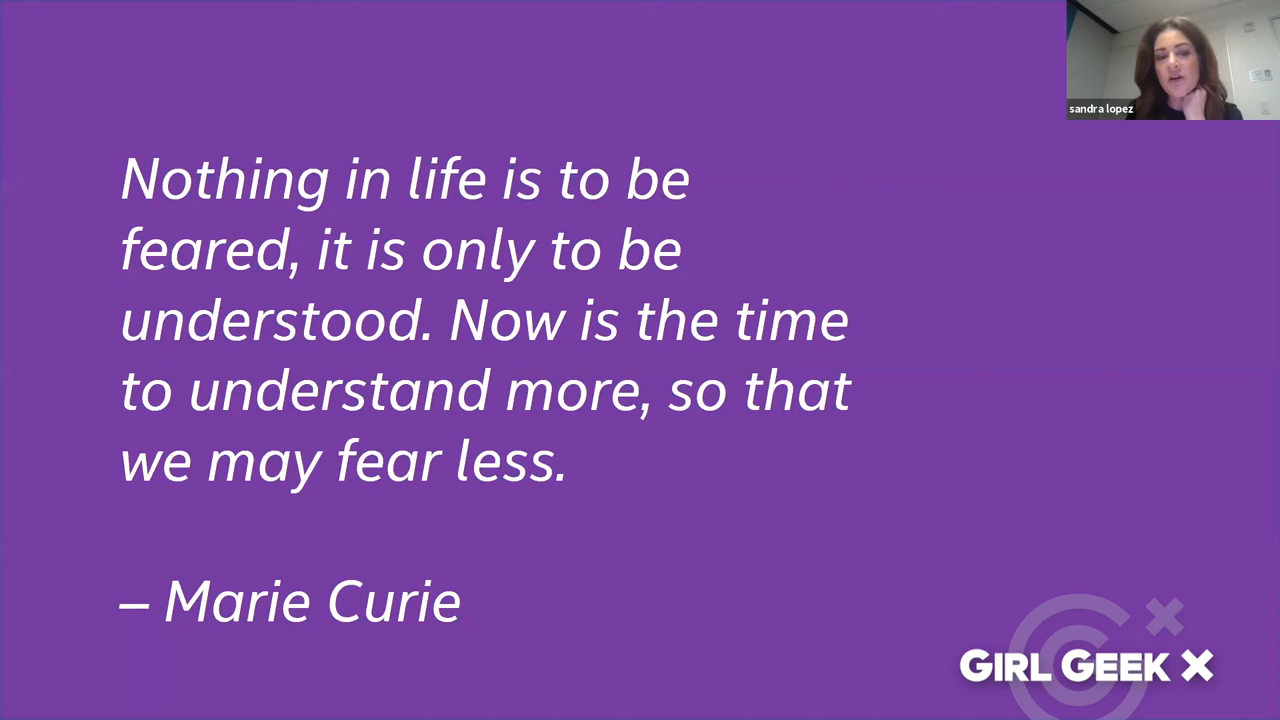 sandra lopez
Nothing in life is to be
feared, it is only to be
understood. Now is the time
to understand more, so that
we may fear less.
– Marie Curie
GIRL GEEK X